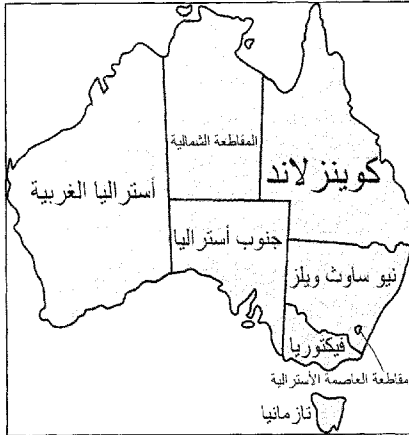 المقاطعة الشمالية
كوينزلاند
أستراليا الغربية
جنوب أستراليا
نيو ساوث ويلز
فيكتوريا
مقاطعة العاصمة الأسترالية
تازمانيا